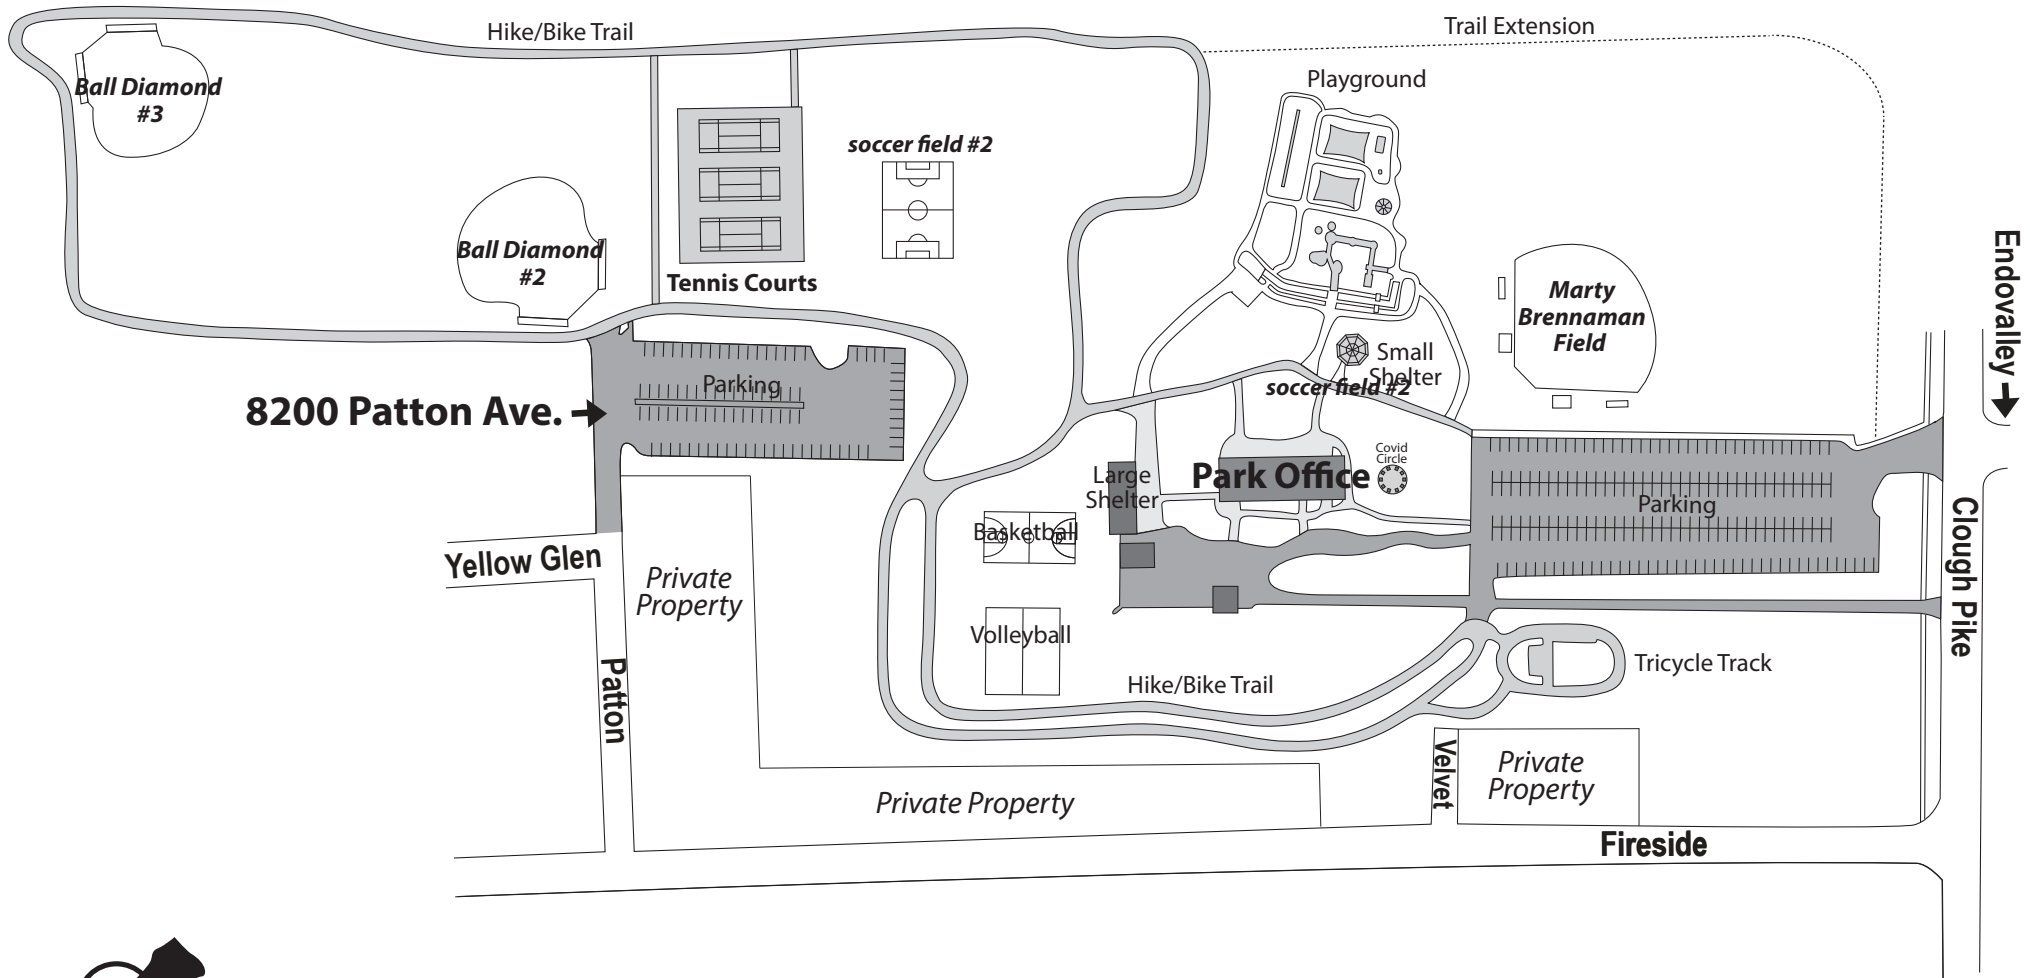 Hike/Bike Trail
Trail Extension
Playground
Ball Diamond
#3
soccer field #2
Ball Diamond
#2
Tennis Courts
Marty
Brennaman
Field
Endovalley
Small
Shelter
soccer field #2
Parking
8200 Patton Ave.
Covid
Circle
Large
Shelter
Park Office
Parking
Basketball
Yellow Glen
Private
Property
Clough Pike
Volleyball
Patton
Hike/Bike Trail
Tricycle Track
Velvet
Private
Property
Private Property
Fireside